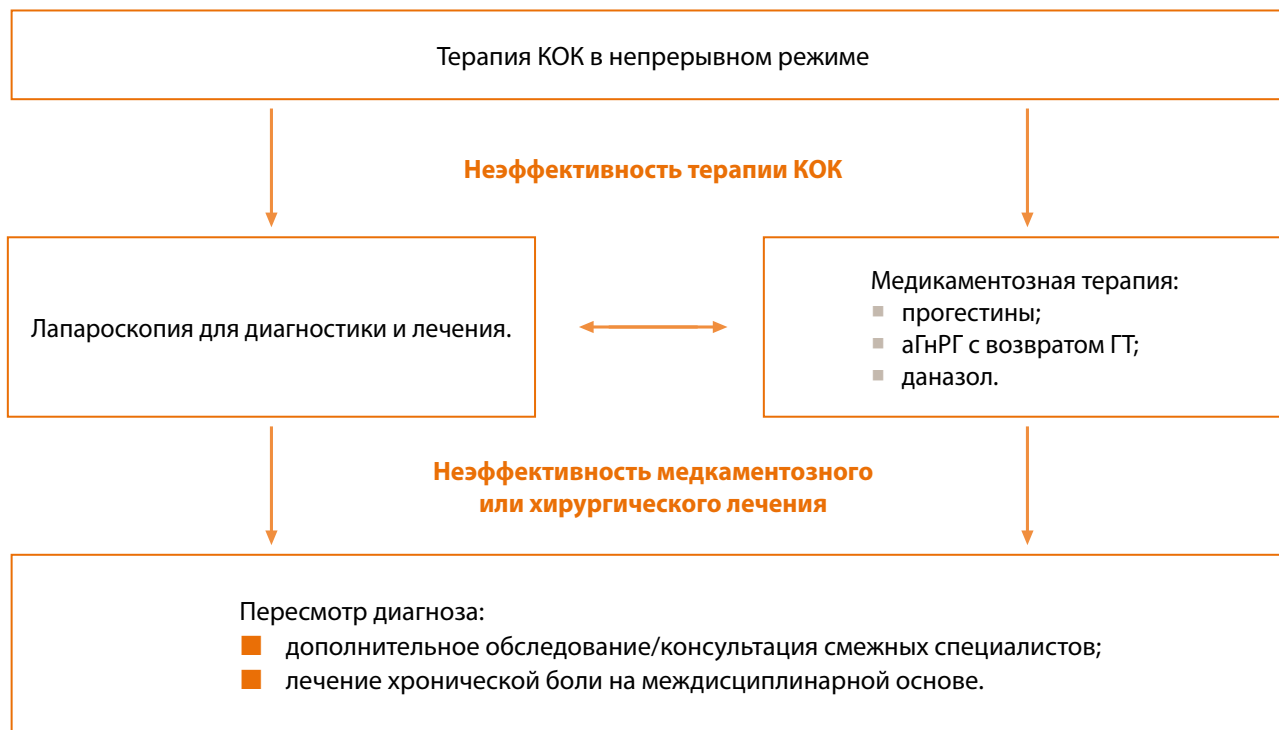 Терапия КОК в непрерывном режиме
Неэффективность терапии КОК
Лапароскопия для диагностики и лечения.
Медикаментозная терапия:
прогестины;
аГнРГ с возвратом ГТ;
даназол.
Неэффективность медкаментозного
или хирургического лечения
Пересмотр диагноза:
дополнительное обследование/консультация смежных специалистов;
лечение хронической боли на междисциплинарной основе.